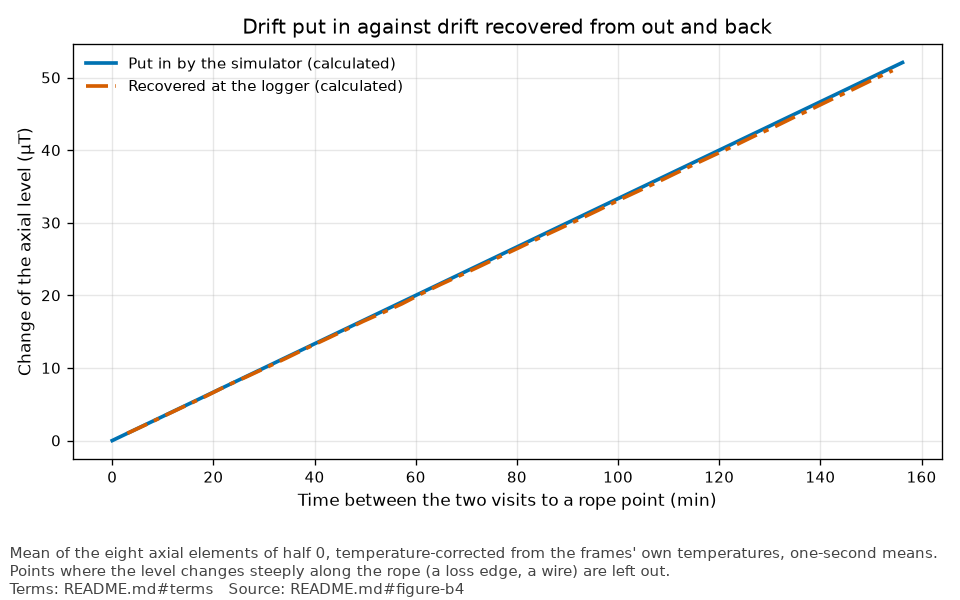 Drift put in against drift recovered from out and back
Put in by the simulator (calculated)
Recovered at the logger (calculated)
Change of the axial level (µT)
50
40
30
20
10
0
0 20 40 60 80 100 120 140 160
Time between the two visits to a rope point (min)
Mean of the eight axial elements of half 0, temperature-corrected from the frames' own temperatures, one-second means.
Points where the level changes steeply along the rope (a loss edge, a wire) are left out.
Terms: README.md#terms Source: README.md#figure-b4